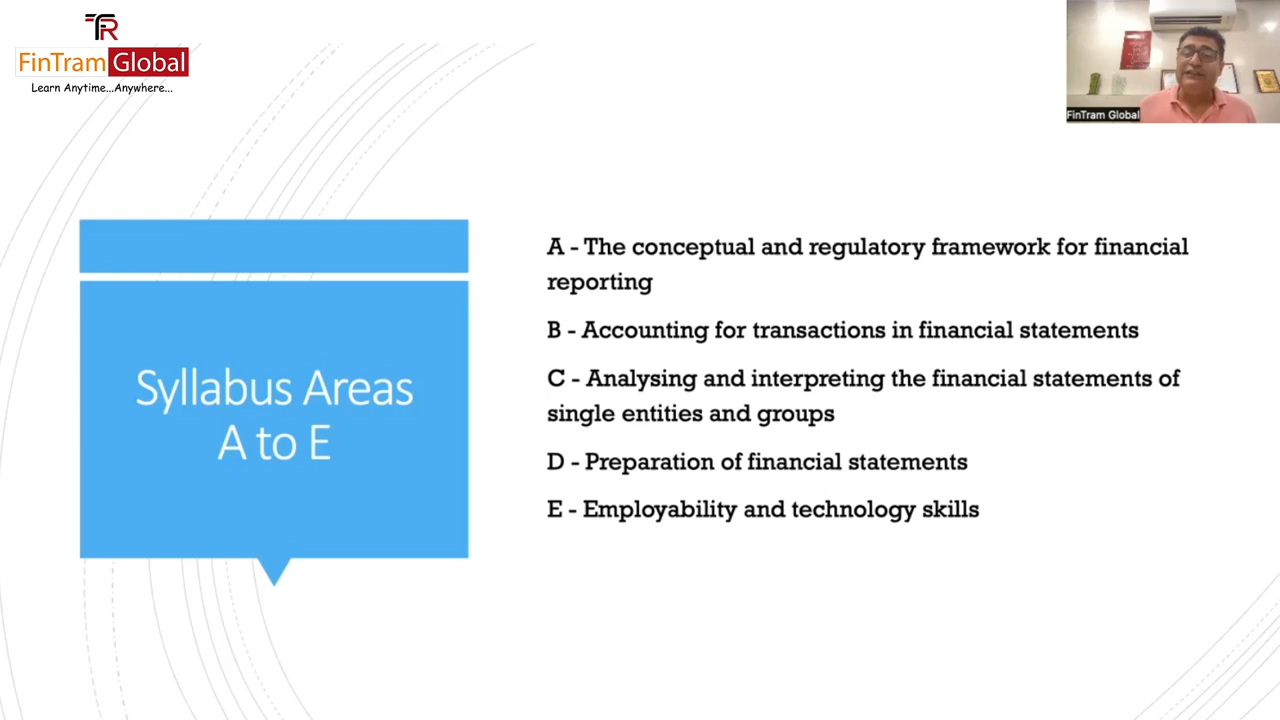 TR
FinTram Global
Learn Anytime...Anywhere...
FinTram Global
Syllabus Areas
A to E
A - The conceptual and regulatory framework for financial
reporting
B - Accounting for transactions in financial statements
C - Analysing and interpreting the financial statements of
single entities and groups
D - Preparation of financial statements
E - Employability and technology skills